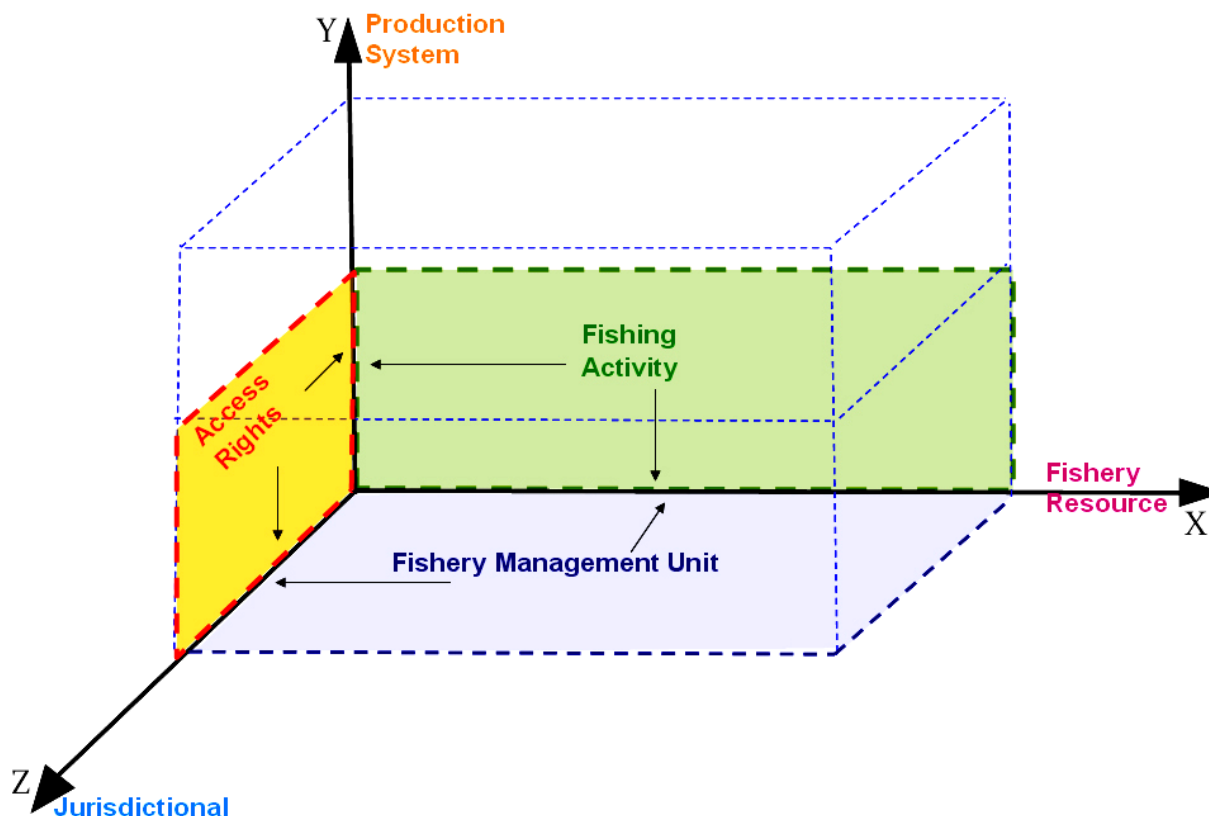 Y
Production
System
Fishing
Activity
Access
Rights
Fishery
Resource
X
Fishery Management Unit
Z
Jurisdictional